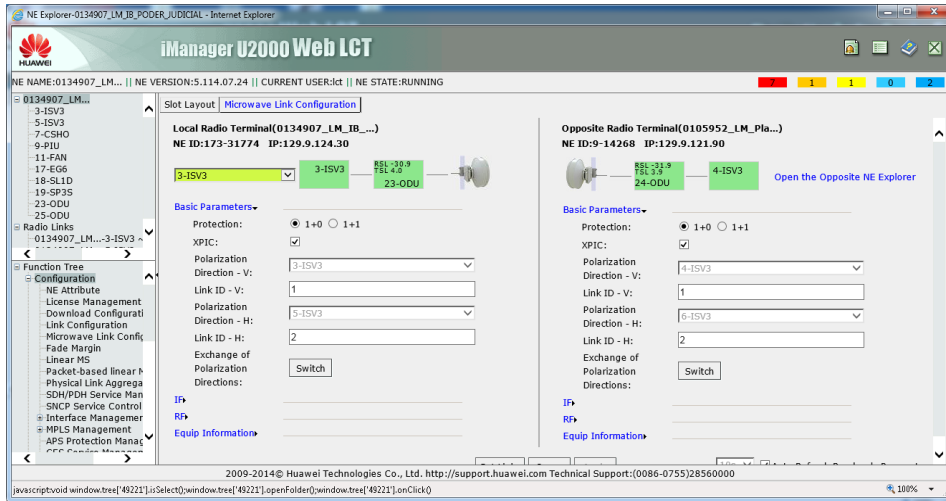 NE Explorer-0134907_LM_IB_PODER_JUDICIAL - Internet Explorer
HUAWEI
iManager U2000 Web LCT
NE NAME:0134907_LM... || NE VERSION:5.114.07.24 || CURRENT USER:lct || NE STATE:RUNNING
7 1 1 0 2
0134907_LM...
3-ISV3
5-ISV3
7-CSHO
9-PIU
11-FAN
17-EG6
18-SL1D
19-SP3S
23-ODU
25-ODU
Radio Links
0134907_LM...-3-ISV3
Function Tree
Configuration
NE Attribute
License Management
Download Configurati
Link Configuration
Microwave Link Config
Fade Margin
Linear MS
Packet-based linear M
Physical Link Aggrega
SDH/PDH Service Man
SNCP Service Control
Interface Managemer
MPLS Management
APS Protection Manag
Slot Layout Microwave Link Configuration
Local Radio Terminal(0134907_LM_IB_...)
NE ID:173-31774 IP:129.9.124.30
3-ISV3
3-ISV3
RSL -30.9
TSL 4.0
23-ODU
Basic Parameters
Protection: 1+0 1+1
XPIC:
Polarization
Direction - V:
3-ISV3
Link ID - V: 1
Polarization
Direction - H:
5-ISV3
Link ID - H: 2
Exchange of
Polarization
Directions:
Switch
IF
RF
Equip Information
Opposite Radio Terminal(0105952_LM_Pla...)
NE ID:9-14268 IP:129.9.121.90
RSL -31.9
TSL 3.9
24-ODU
4-ISV3
Open the Opposite NE Explorer
Basic Parameters
Protection: 1+0 1+1
XPIC:
Polarization
Direction - V:
4-ISV3
Link ID - V: 1
Polarization
Direction - H:
6-ISV3
Link ID - H: 2
Exchange of
Polarization
Directions:
Switch
IF
RF
Equip Information
2009-2014© Huawei Technologies Co., Ltd. http://support.huawei.com Technical Support:(0086-0755)28560000
javascript:void window.tree['49221'].isSelect();window.tree['49221'].openFolder();window.tree['49221'].onClick()
100%